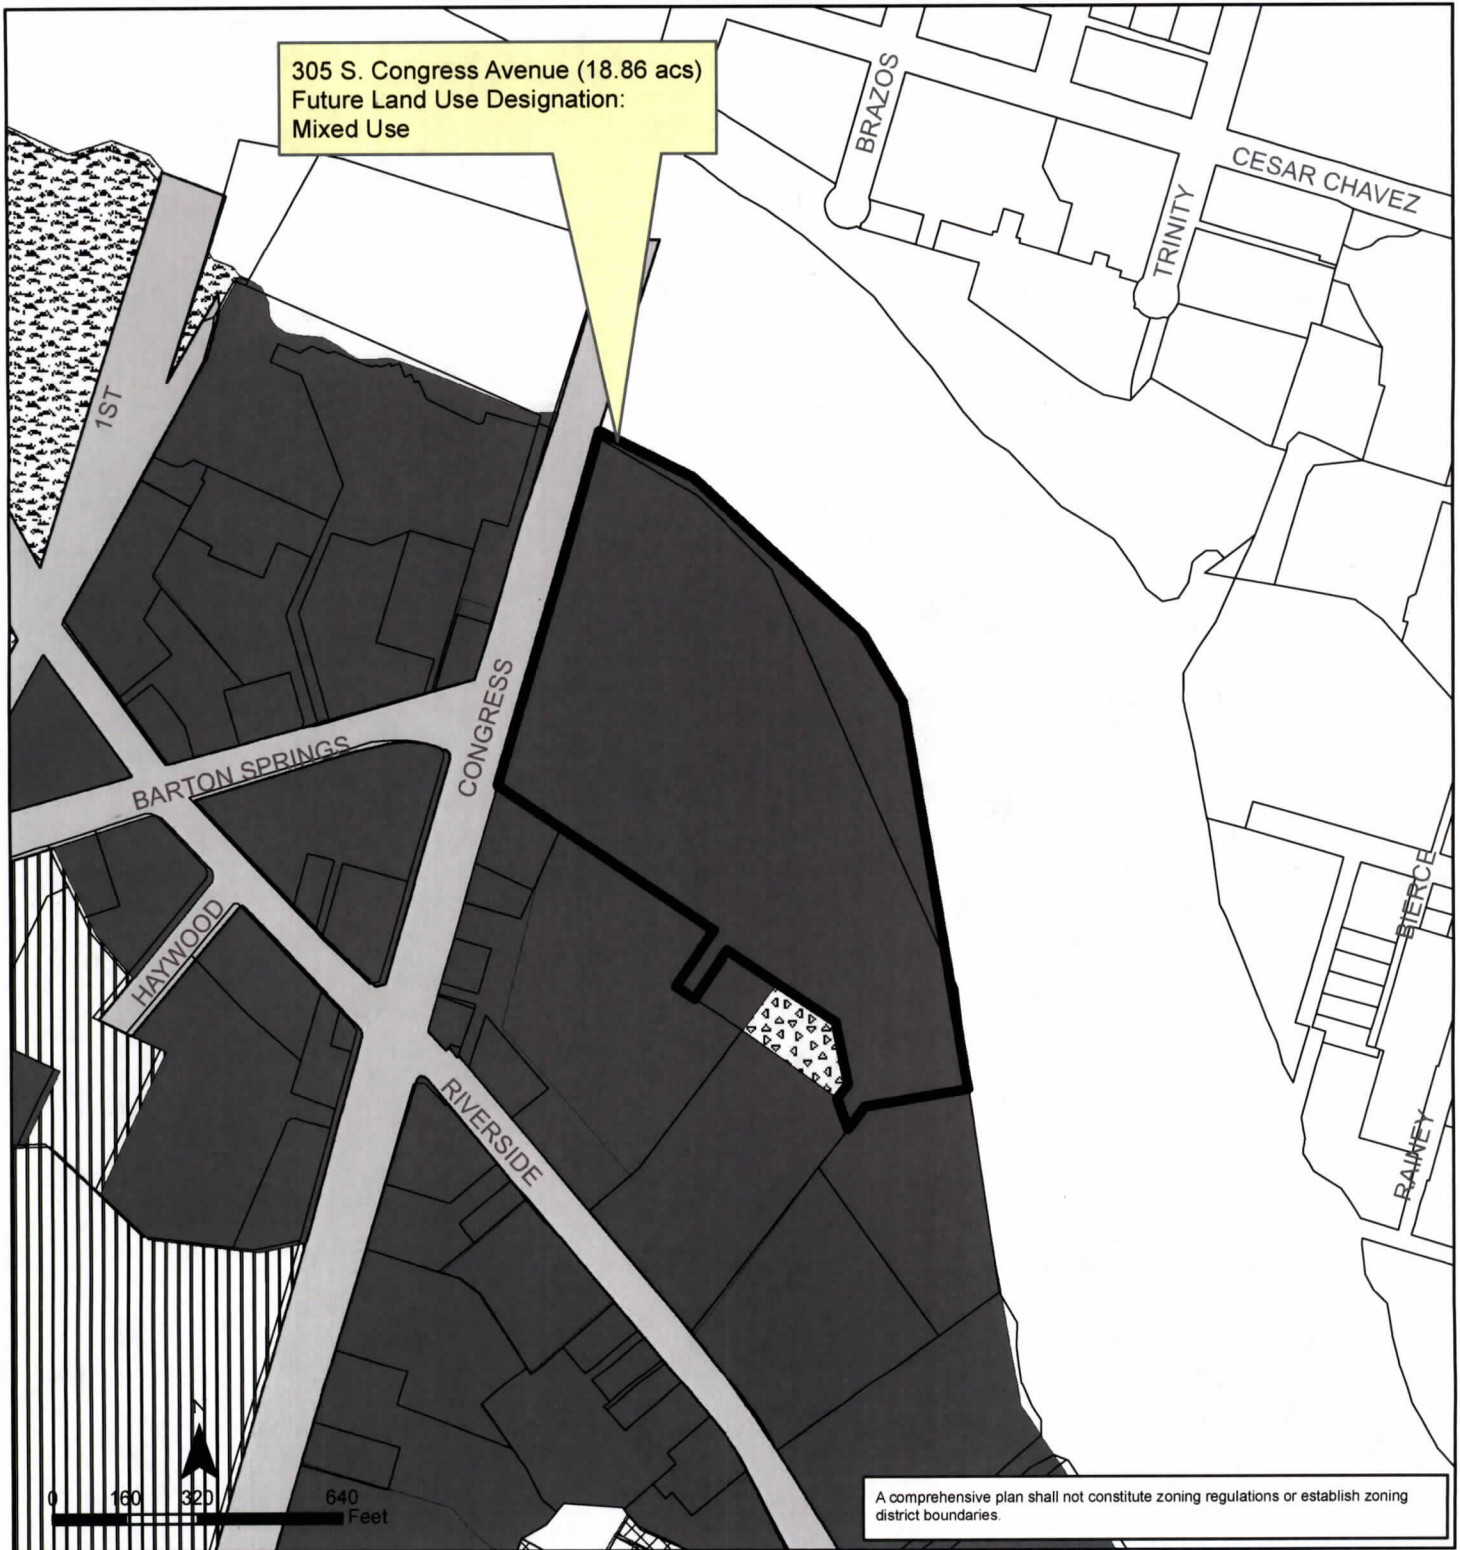 305 S. Congress Avenue (18.86 acs)
Future Land Use Designation:
Mixed Use
BRAZOS
CESAR CHAVEZ
TRINITY
1ST
CONGRESS
BARTON SPRINGS
HAYWOOD
RIVERSIDE
BIERCE
RAINEY
N
0 160 320 640
Feet
A comprehensive plan shall not constitute zoning regulations or establish zoning
district boundaries.